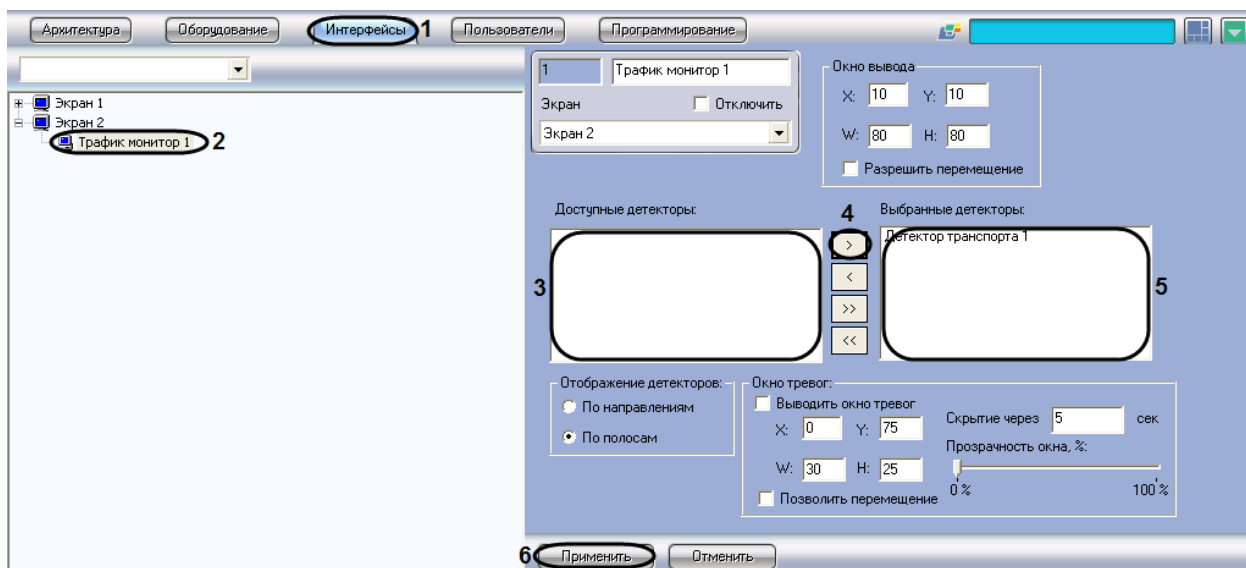 Архитектура Оборудование Интерфейсы 1 Пользователи Программирование
1 Трафик монитор 1
Экран Отключить
Экран 2
Окно вывода
X: 10 Y: 10
W: 80 H: 80
Разрешить перемещение
Экран 1
Экран 2
Трафик монитор 1 2
Доступные детекторы: 4 Выбранные детекторы:
Детектор транспорта 1
>
<
>>
<<
3
5
Отображение детекторов:
По направлениям
По полосам
Окно тревог:
Выводить окно тревог
X: 0 Y: 75
W: 30 H: 25
Позволить перемещение
Скрытие через 5 сек
Прозрачность окна, %:
0 % 100 %
6 Применить Отменить